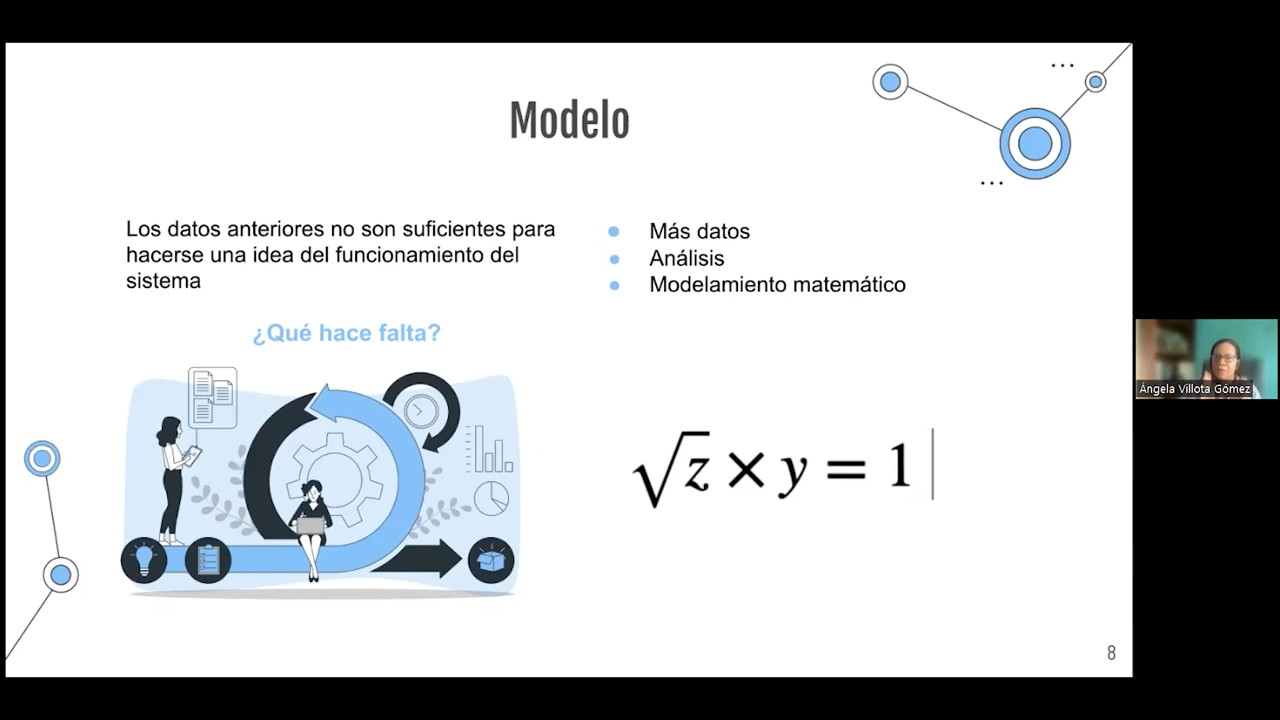 Modelo
Los datos anteriores no son suficientes para
hacerse una idea del funcionamiento del
sistema
¿Qué hace falta?
Más datos
Análisis
Modelamiento matemático
√z × y = 1
8
Ángela Villota Gómez